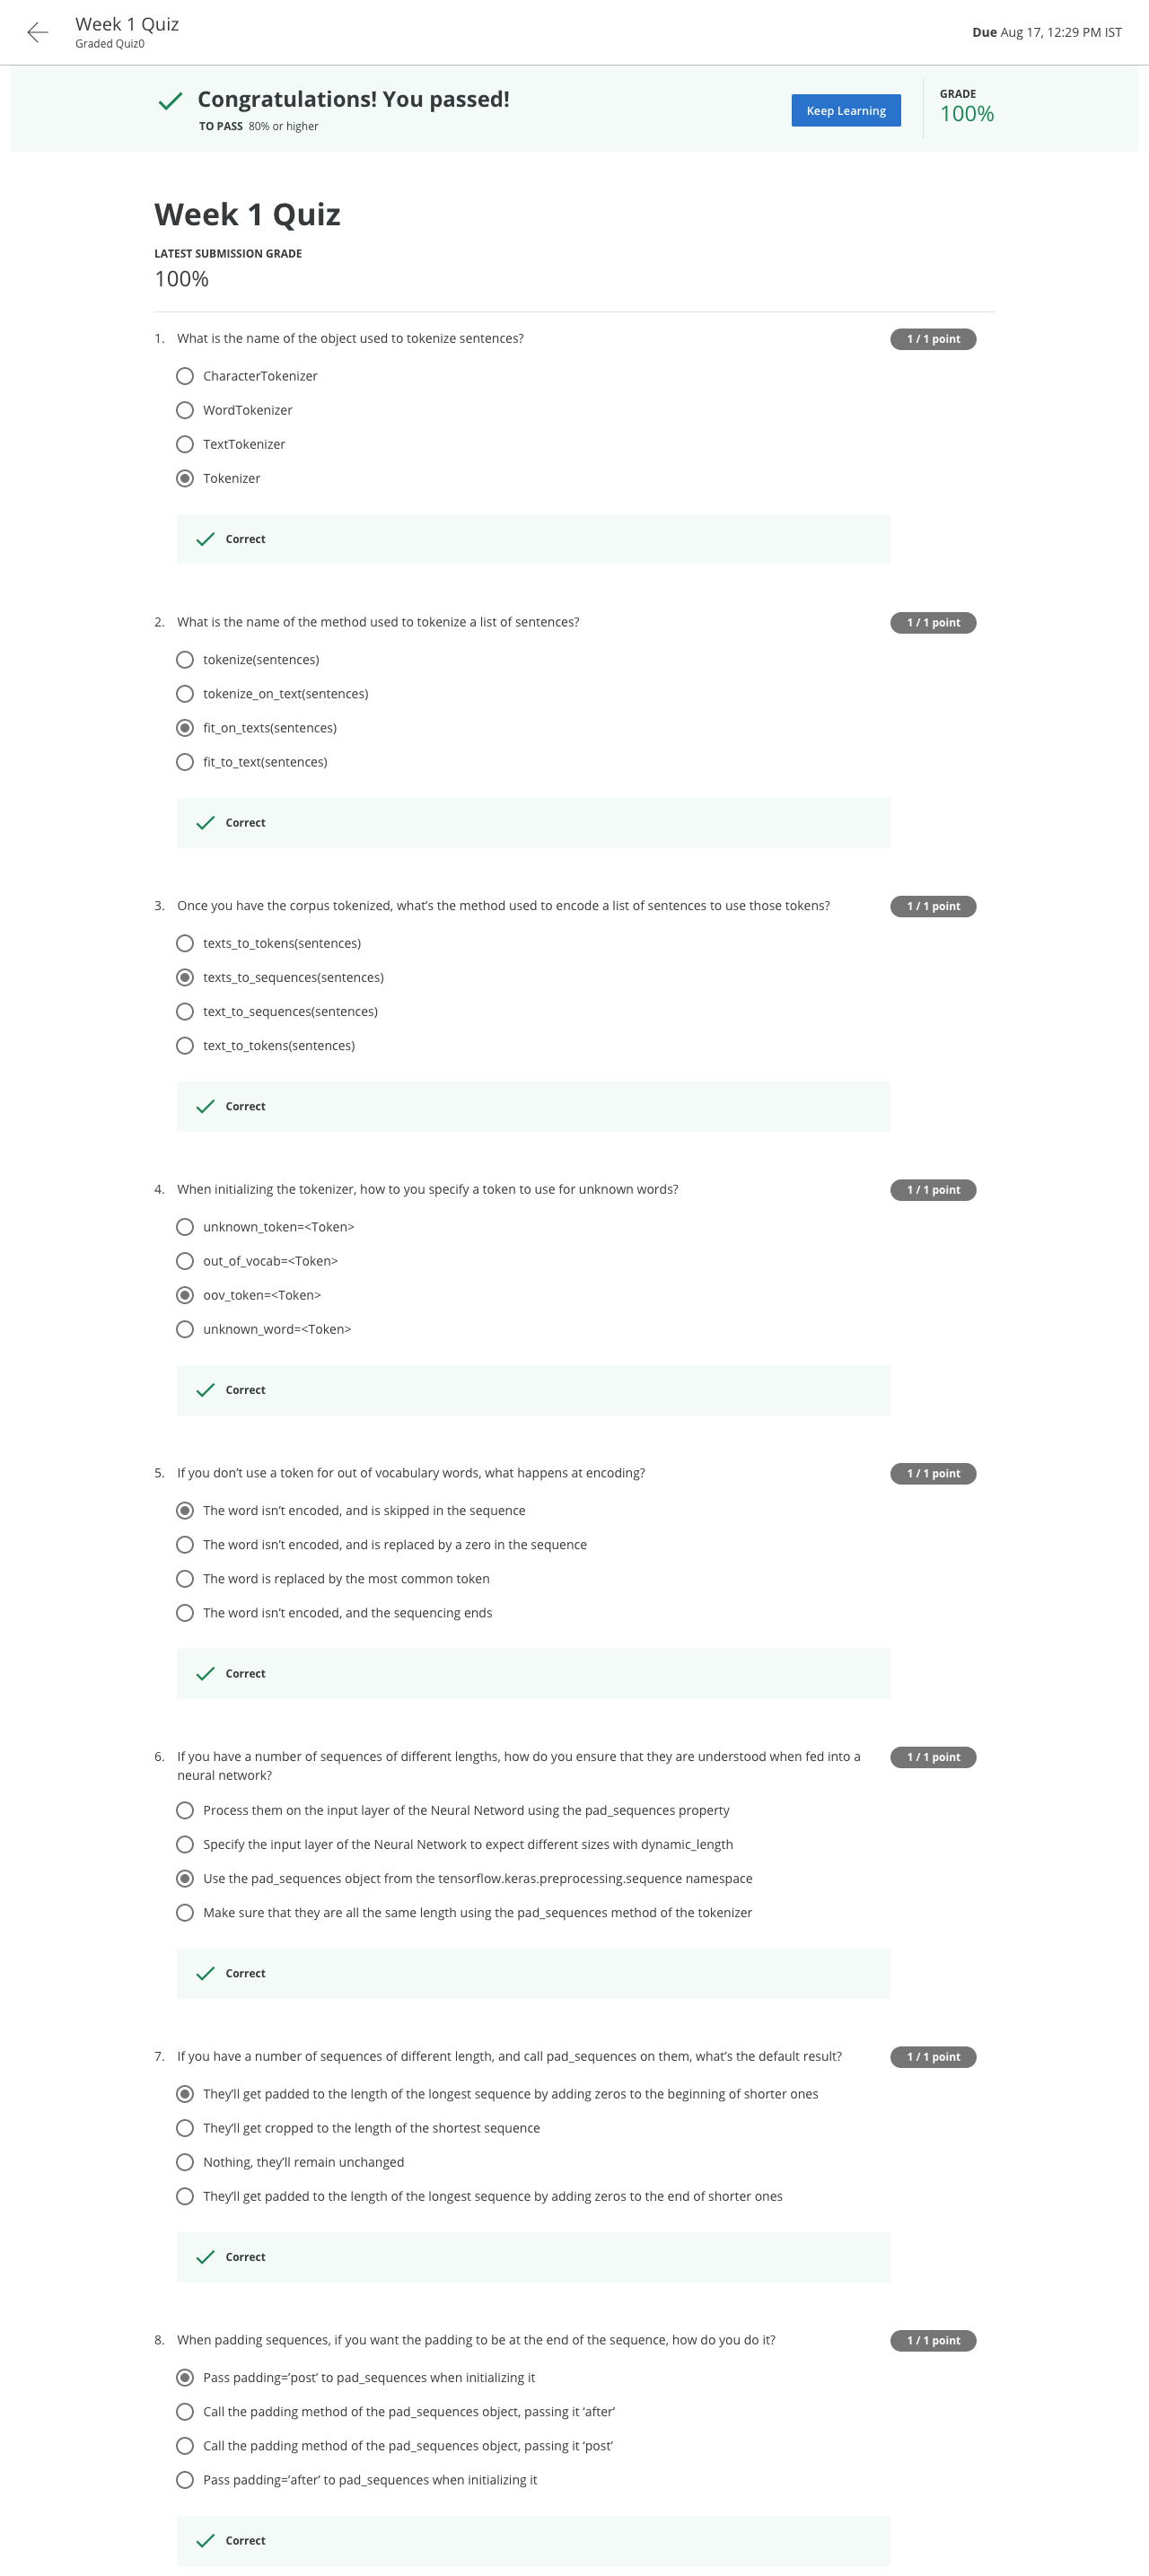 Week 1 Quiz
Graded Quiz0
Due Aug 17, 12:29 PM IST
Congratulations! You passed!
TO PASS 80% or higher
Keep Learning
GRADE
100%
Week 1 Quiz
LATEST SUBMISSION GRADE
100%
1. What is the name of the object used to tokenize sentences?
1 / 1 point
CharacterTokenizer
WordTokenizer
TextTokenizer
Tokenizer
Correct
2. What is the name of the method used to tokenize a list of sentences?
1 / 1 point
tokenize(sentences)
tokenize_on_text(sentences)
fit_on_texts(sentences)
fit_to_text(sentences)
Correct
3. Once you have the corpus tokenized, what’s the method used to encode a list of sentences to use those tokens?
1 / 1 point
texts_to_tokens(sentences)
texts_to_sequences(sentences)
text_to_sequences(sentences)
text_to_tokens(sentences)
Correct
4. When initializing the tokenizer, how to you specify a token to use for unknown words?
1 / 1 point
unknown_token=<Token>
out_of_vocab=<Token>
oov_token=<Token>
unknown_word=<Token>
Correct
5. If you don’t use a token for out of vocabulary words, what happens at encoding?
1 / 1 point
The word isn’t encoded, and is skipped in the sequence
The word isn’t encoded, and is replaced by a zero in the sequence
The word is replaced by the most common token
The word isn’t encoded, and the sequencing ends
Correct
6. If you have a number of sequences of different lengths, how do you ensure that they are understood when fed into a
neural network?
1 / 1 point
Process them on the input layer of the Neural Netword using the pad_sequences property
Specify the input layer of the Neural Network to expect different sizes with dynamic_length
Use the pad_sequences object from the tensorflow.keras.preprocessing.sequence namespace
Make sure that they are all the same length using the pad_sequences method of the tokenizer
Correct
7. If you have a number of sequences of different length, and call pad_sequences on them, what’s the default result?
1 / 1 point
They’ll get padded to the length of the longest sequence by adding zeros to the beginning of shorter ones
They’ll get cropped to the length of the shortest sequence
Nothing, they’ll remain unchanged
They’ll get padded to the length of the longest sequence by adding zeros to the end of shorter ones
Correct
8. When padding sequences, if you want the padding to be at the end of the sequence, how do you do it?
1 / 1 point
Pass padding=’post’ to pad_sequences when initializing it
Call the padding method of the pad_sequences object, passing it ‘after’
Call the padding method of the pad_sequences object, passing it ‘post’
Pass padding=’after’ to pad_sequences when initializing it
Correct